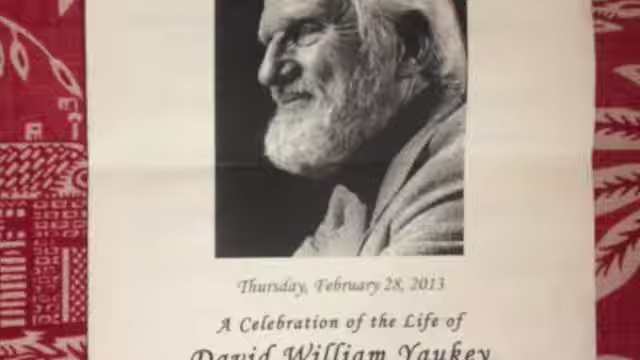 Thursday, February 28, 2013
A Celebration of the Life of
David William Yaukey